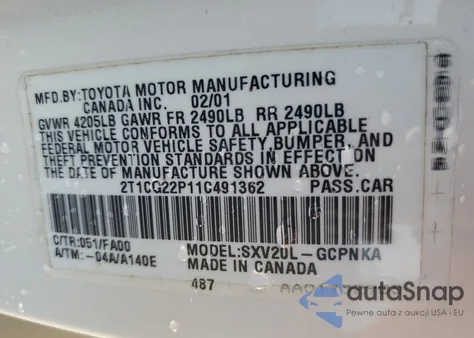 MFD.BY:TOYOTA MOTOR MANUFACTURING
CANADA INC. 02/01
GVWR 4205LB GAWR FR 2490LB RR 2490LB
THIS VEHICLE CONFORMS TO ALL APPLICABLE
FEDERAL MOTOR VEHICLE SAFETY,BUMPER, AND
THEFT PREVENTION STANDARDS IN EFFECT ON
THE DATE OF MANUFACTURE SHOWN ABOVE.
2T1CG22P11C491362 PASS.CAR
C/TR:051/FA00 MODEL:SXV20L-GCPNKA
A/TM:-04A/A140E MADE IN CANADA
487
autoSnap
Pewne auta z aukcji USA i EU